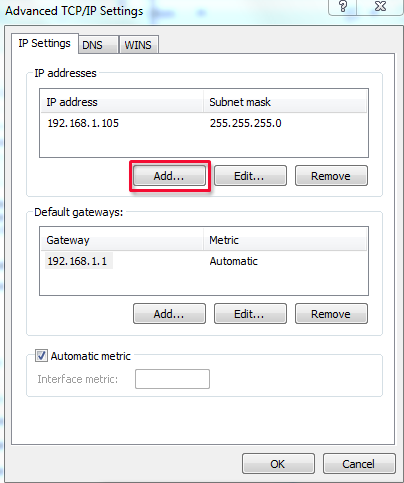 Advanced TCP/IP Settings
IP Settings DNS WINS
IP addresses
IP address Subnet mask
192.168.1.105 255.255.255.0
Add... Edit... Remove
Default gateways:
Gateway Metric
192.168.1.1 Automatic
Add... Edit... Remove
Automatic metric
Interface metric:
OK Cancel